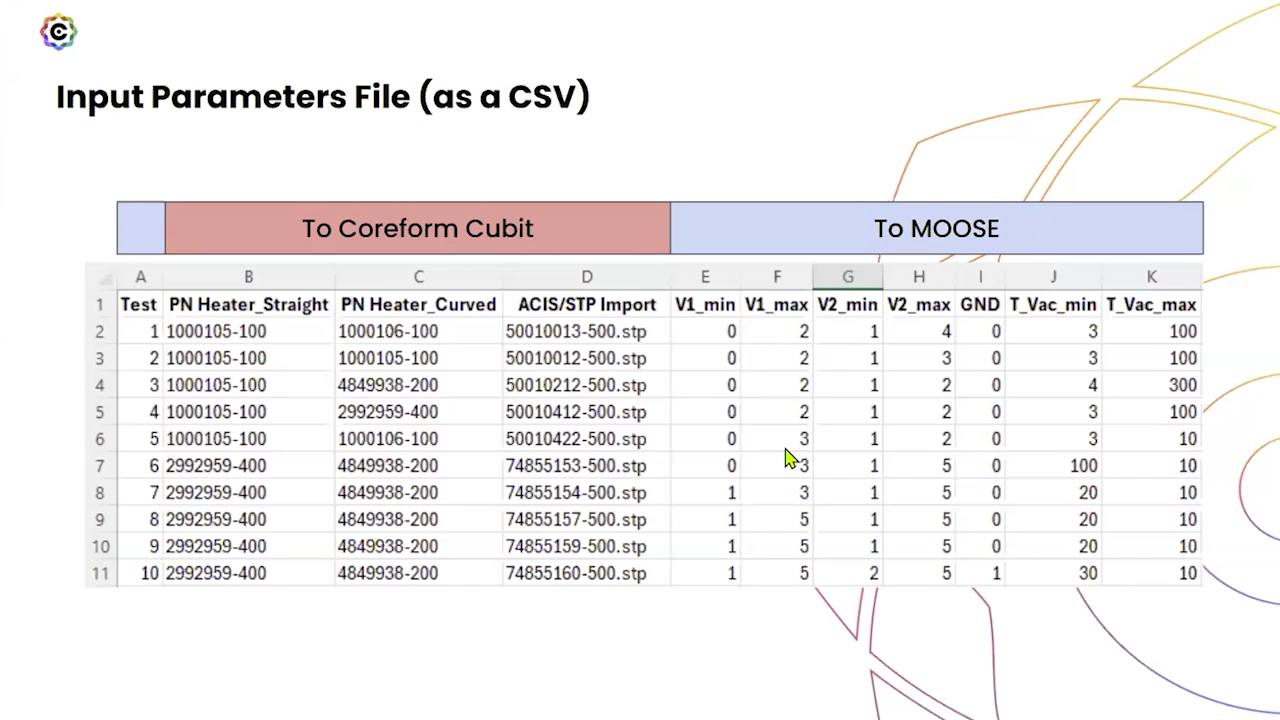 Input Parameters File (as a CSV)
To Coreform Cubit To MOOSE
A B C D E F G H I J K
1 Test PN Heater_Straight PN Heater_Curved ACIS/STP Import V1_min V1_max V2_min V2_max GND T_Vac_min T_Vac_max
2 1 1000105-100 1000106-100 50010013-500.stp 0 2 1 4 0 3 100
3 2 1000105-100 1000105-100 50010012-500.stp 0 2 1 3 0 3 100
4 3 1000105-100 4849938-200 50010212-500.stp 0 2 1 2 0 4 300
5 4 1000105-100 2992959-400 50010412-500.stp 0 2 1 2 0 3 100
6 5 1000105-100 1000106-100 50010422-500.stp 0 3 1 2 0 3 10
7 6 2992959-400 4849938-200 74855153-500.stp 0 3 1 5 0 100 10
8 7 2992959-400 4849938-200 74855154-500.stp 1 3 1 5 0 20 10
9 8 2992959-400 4849938-200 74855157-500.stp 1 5 1 5 0 20 10
10 9 2992959-400 4849938-200 74855159-500.stp 1 5 1 5 0 20 10
11 10 2992959-400 4849938-200 74855160-500.stp 1 5 2 5 1 30 10